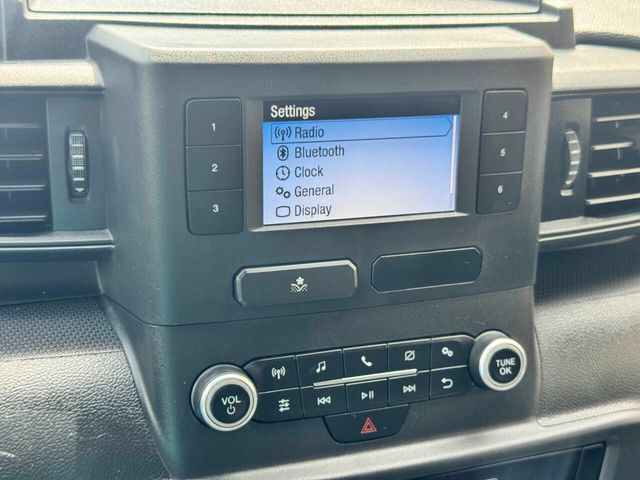 Settings
Radio
Bluetooth
Clock
General
Display
1
2
3
4
5
6
VOL
TUNE
OK